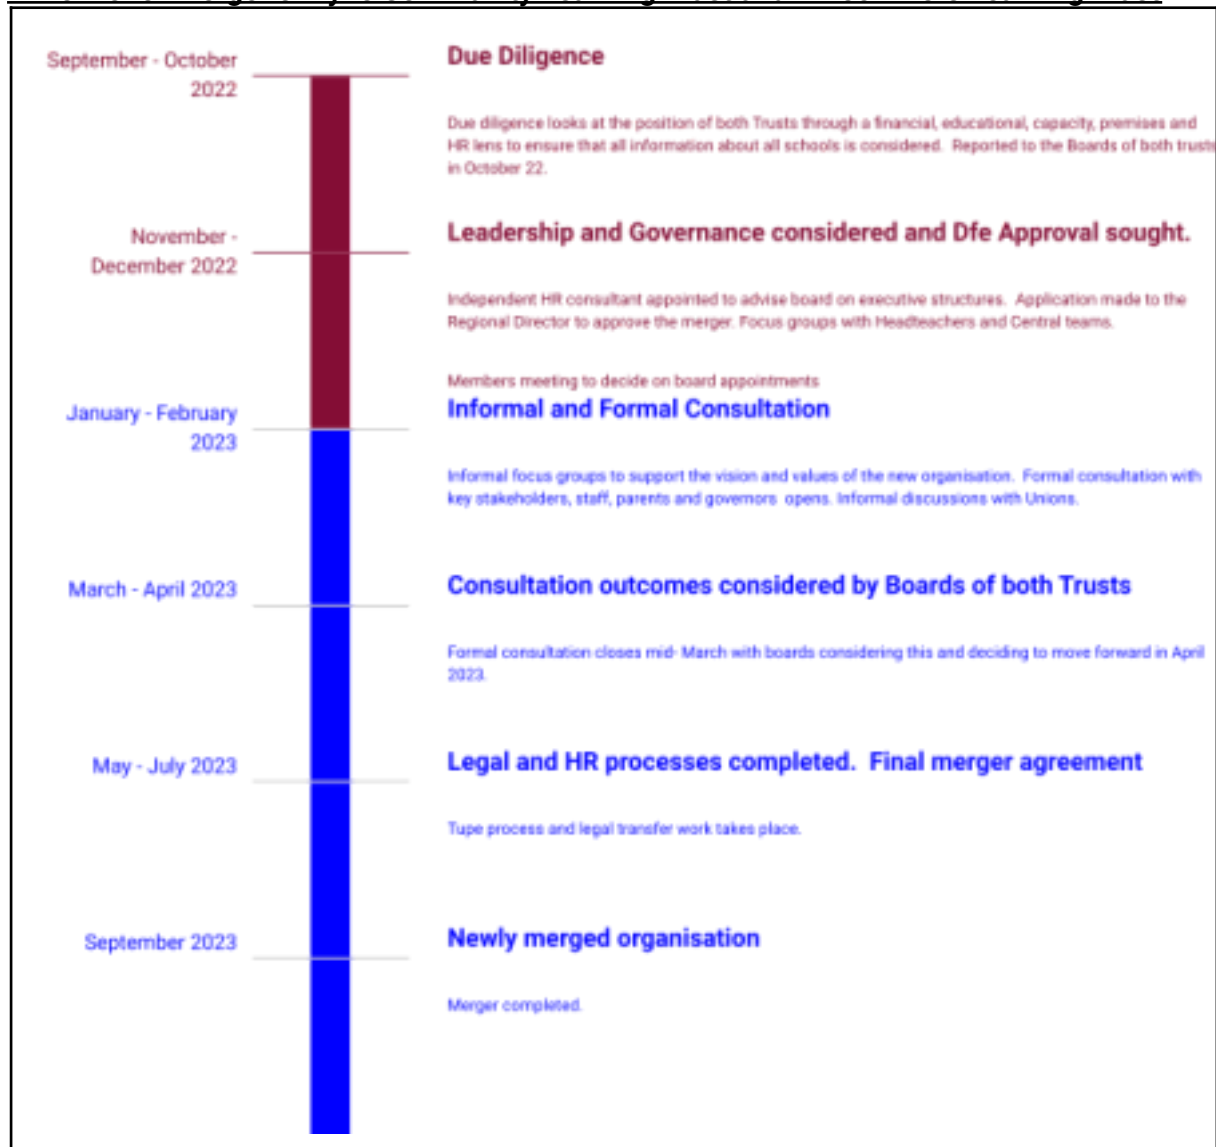 September - October
2022
Due Diligence
Due diligence looks at the position of both Trusts through a financial, educational, capacity, premises and
HR lens to ensure that all information about all schools is considered.  Reported to the Boards of both trusts
in October 22.
November -
December 2022
Leadership and Governance considered and Dfe Approval sought.
Independent HR consultant appointed to advise board on executive structures.  Application made to the
Regional Director to approve the merger. Focus groups with Headteachers and Central teams.
Members meeting to decide on board appointments
January - February
2023
Informal and Formal Consultation
Informal focus groups to support the vision and values of the new organisation.  Formal consultation with
key stakeholders, staff, parents and governors  opens. Informal discussions with Unions.
March - April 2023
Consultation outcomes considered by Boards of both Trusts
Formal consultation closes mid- March with boards considering this and deciding to move forward in April
2023.
May - July 2023
Legal and HR processes completed.  Final merger agreement
Tupe process and legal transfer work takes place.
September 2023
Newly merged organisation
Merger completed.